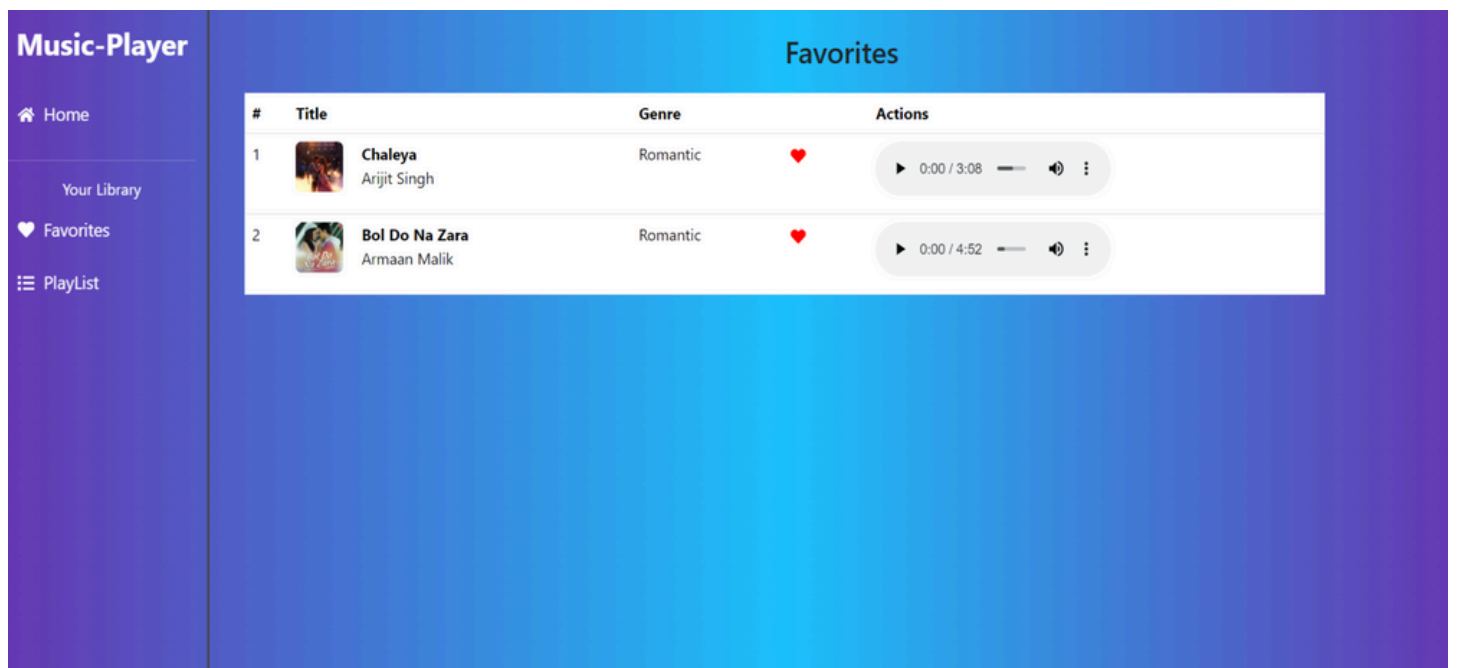 Music-Player
Home
Your Library
Favorites
PlayList
Favorites
# Title Genre Actions
1 Chaleya Romantic 0:00 / 3:08
Arijit Singh
2 Bol Do Na Zara Romantic 0:00 / 4:52
Armaan Malik